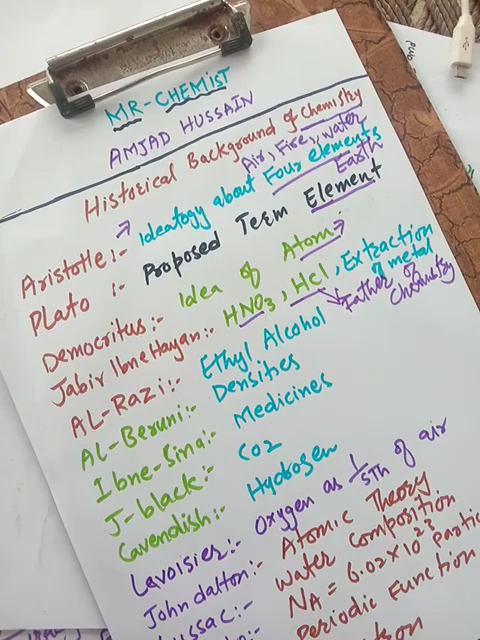 MR-CHEMIST
AMJAD HUSSAIN
Historical Background of Chemistry
Air, Fire, water
Earth
Aristotle:- → Ideatogy about Four elements
Plato :- Proposed Term Element
Democritus:- Idea of Atom
Jabir Ibne Hayan:- HNO3, HCl, Extraction of metal
Father of Chemistry
AL-Razi:- Ethyl Alcohol
AL-Beruni:- Densities
Ibne-Sina:- Medicines
J-black:- CO2
Cavendish:- Hydrogen
Lavoisier:- Oxygen as 1/5Th of air
John dalton:- Atomic Theory
ussac:- Water Composition
NA = 6.02×10^23 Partic
Periodic Function